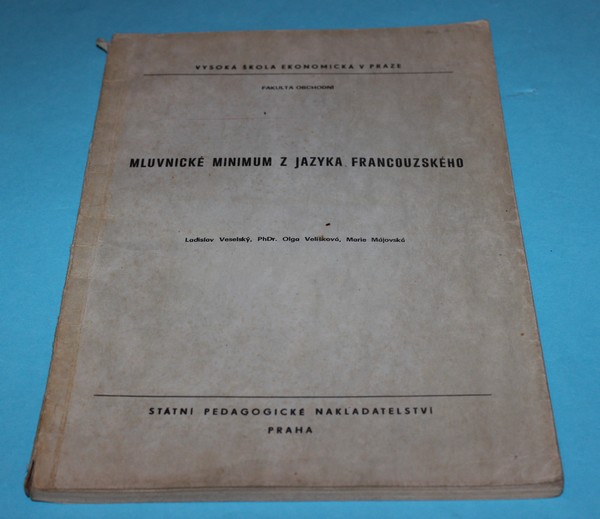 VYSOKÁ ŠKOLA EKONOMICKÁ V PRAZE
FAKULTA OBCHODNÍ
MLUVNICKÉ MINIMUM Z JAZYKA FRANCOUZSKÉHO
Ladislav Veselský, PhDr. Olga Velíšková, Marie Májovská
STÁTNÍ PEDAGOGICKÉ NAKLADATELSTVÍ
PRAHA